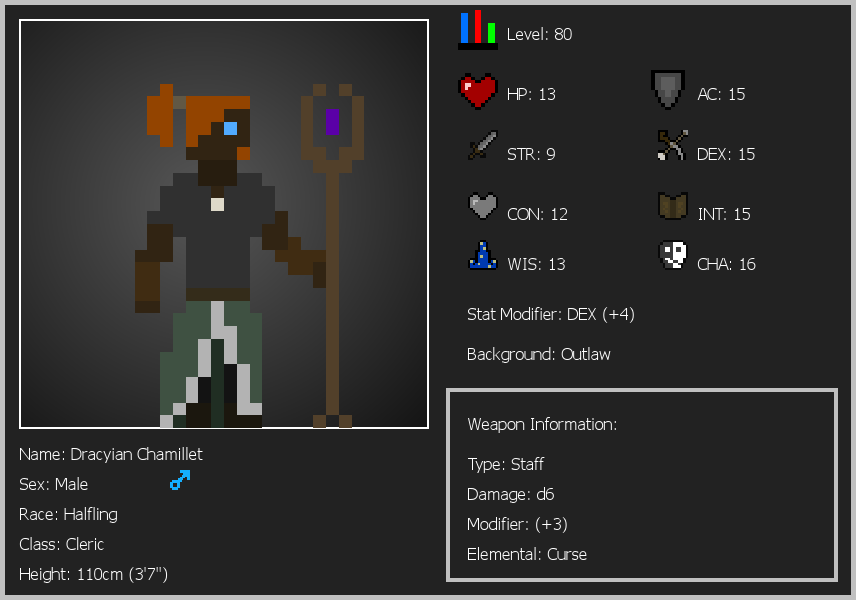 Level: 80
HP: 13
AC: 15
STR: 9
DEX: 15
CON: 12
INT: 15
WIS: 13
CHA: 16
Stat Modifier: DEX (+4)
Background: Outlaw
Weapon Information:
Type: Staff
Damage: d6
Modifier: (+3)
Elemental: Curse
Name: Dracyian Chamillet
Sex: Male
Race: Halfling
Class: Cleric
Height: 110cm (3'7")